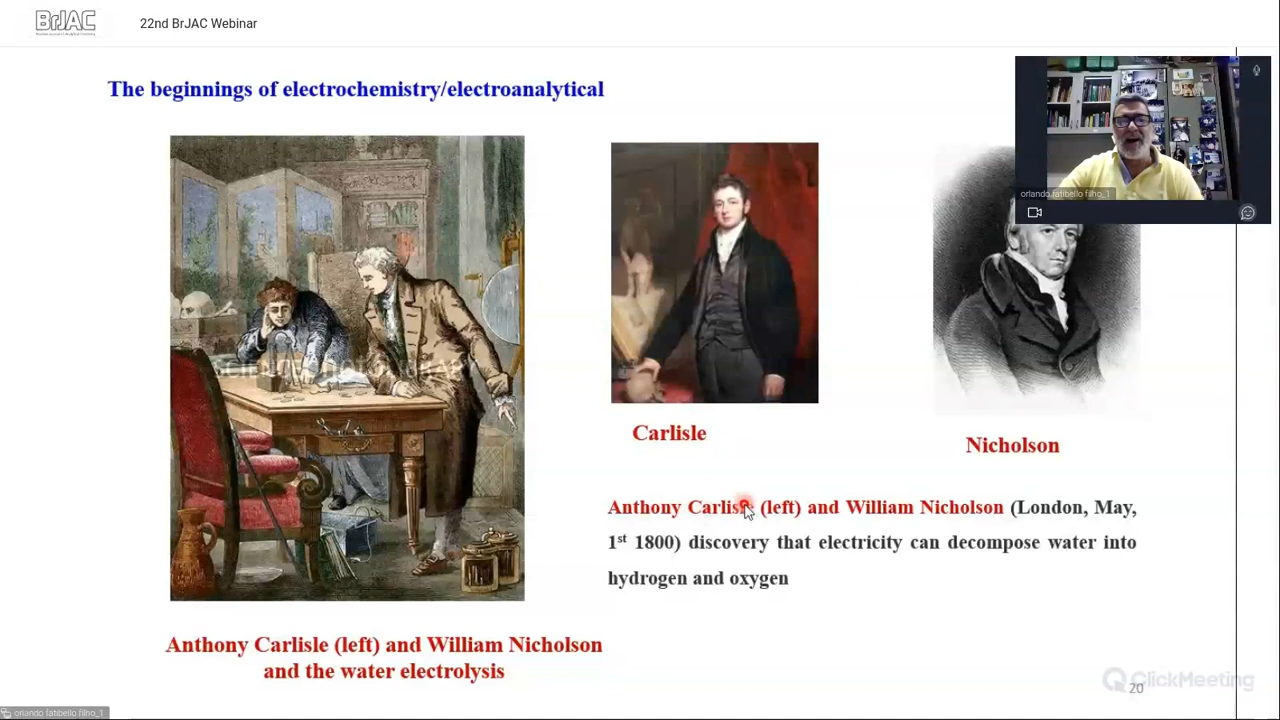 BrJAC
22nd BrJAC Webinar
The beginnings of electrochemistry/electroanalytical
orlando fatibello filho_1
Carlisle
Nicholson
Anthony Carlisle (left) and William Nicholson (London, May,
1st 1800) discovery that electricity can decompose water into
hydrogen and oxygen
Anthony Carlisle (left) and William Nicholson
and the water electrolysis
ClickMeeting
20
orlando fatibello filho_1